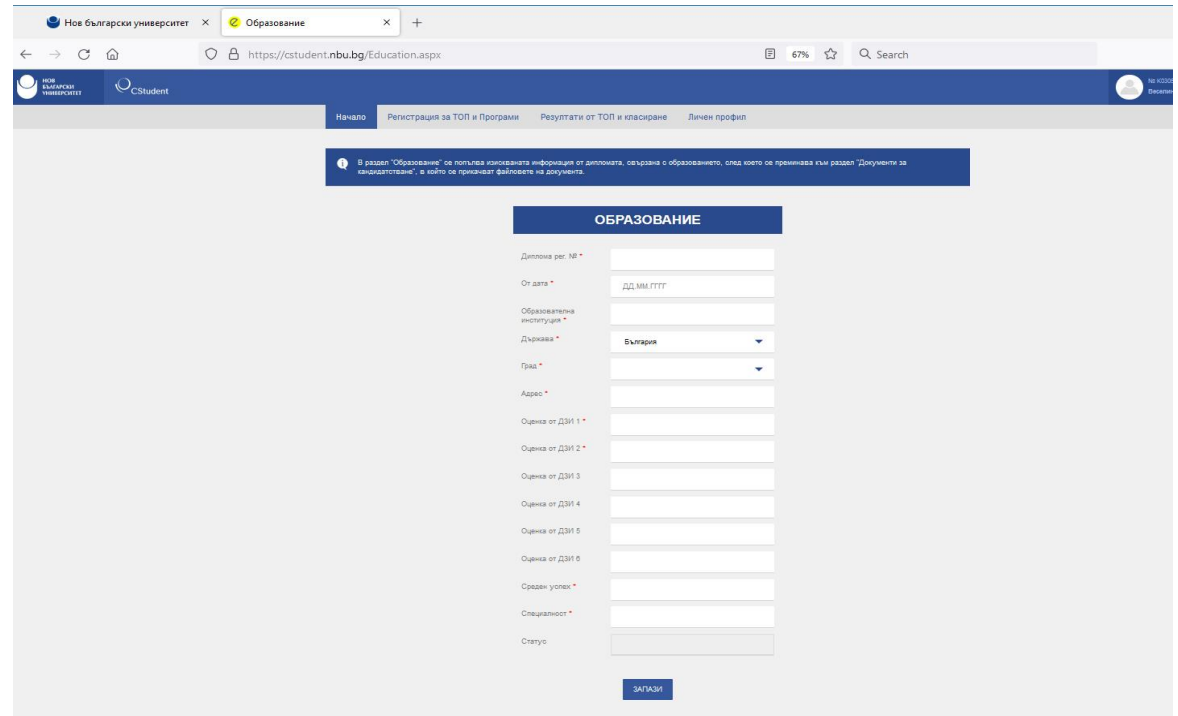 Нов български университет
Образование
https://cstudent.nbu.bg/Education.aspx
67%
Search
НОВ
БЪЛГАРСКИ
УНИВЕРСИТЕТ
CStudent
Начало
Регистрация за ТОП и Програми
Резултати от ТОП и класиране
Личен профил
В раздел "Образование" се попълва изискваната информация от дипломата, свързана с образованието, след което се преминава към раздел "Документи за
кандидатстване", в който се прикачват файловете на документа.
ОБРАЗОВАНИЕ
Диплома рег. № *
От дата *
ДД.ММ.ГГГГ
Образователна
институция *
Държава *
България
Град *
Адрес *
Оценка от ДЗИ 1 *
Оценка от ДЗИ 2 *
Оценка от ДЗИ 3
Оценка от ДЗИ 4
Оценка от ДЗИ 5
Оценка от ДЗИ 6
Среден успех *
Специалност *
Статус
ЗАПАЗИ